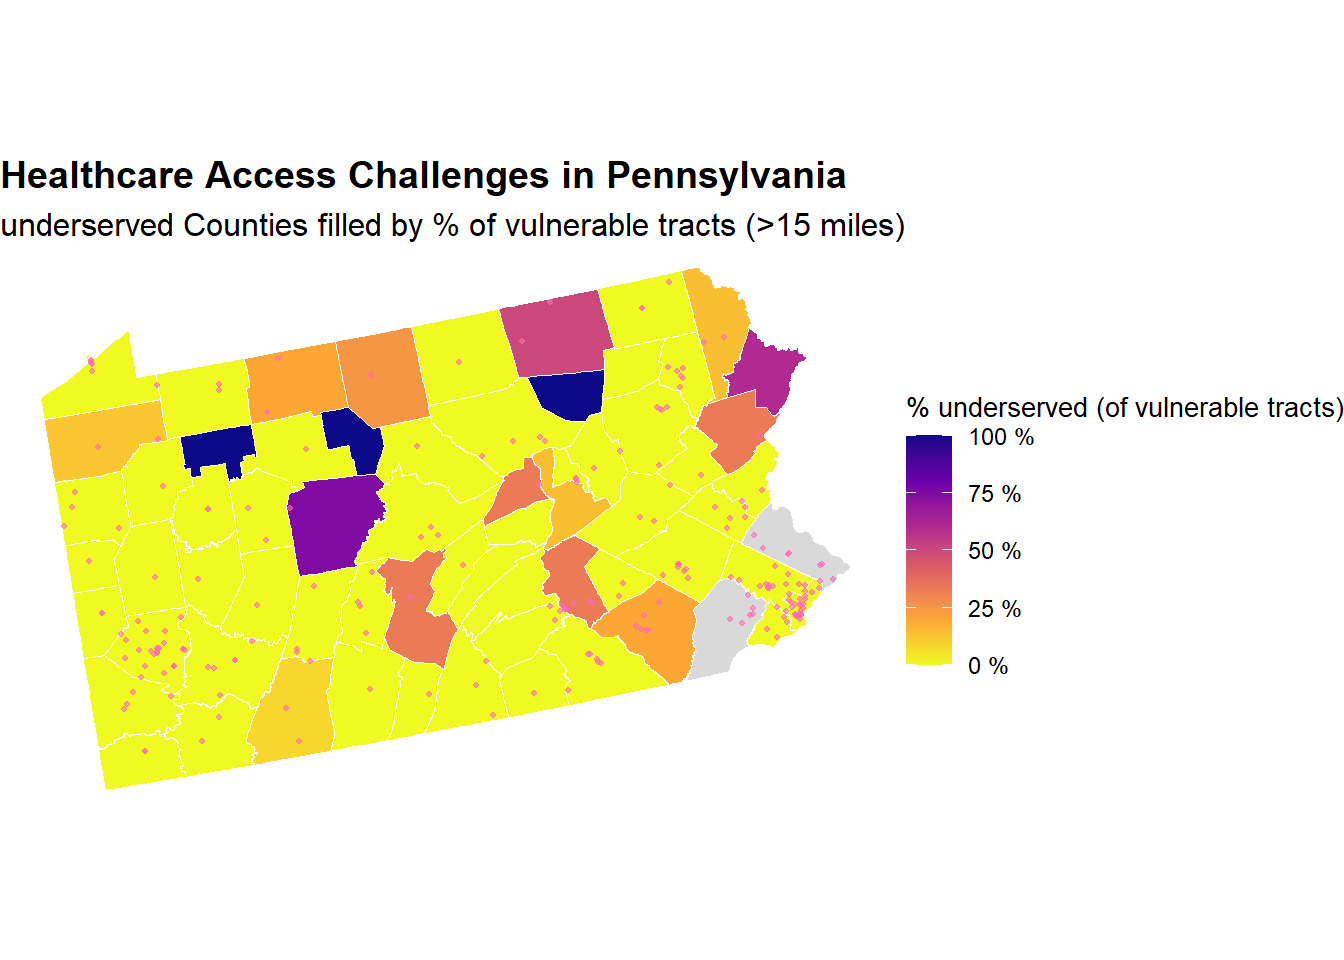 Healthcare Access Challenges in Pennsylvania
underserved Counties filled by % of vulnerable tracts (>15 miles)
% underserved (of vulnerable tracts)
100 %
75 %
50 %
25 %
0 %